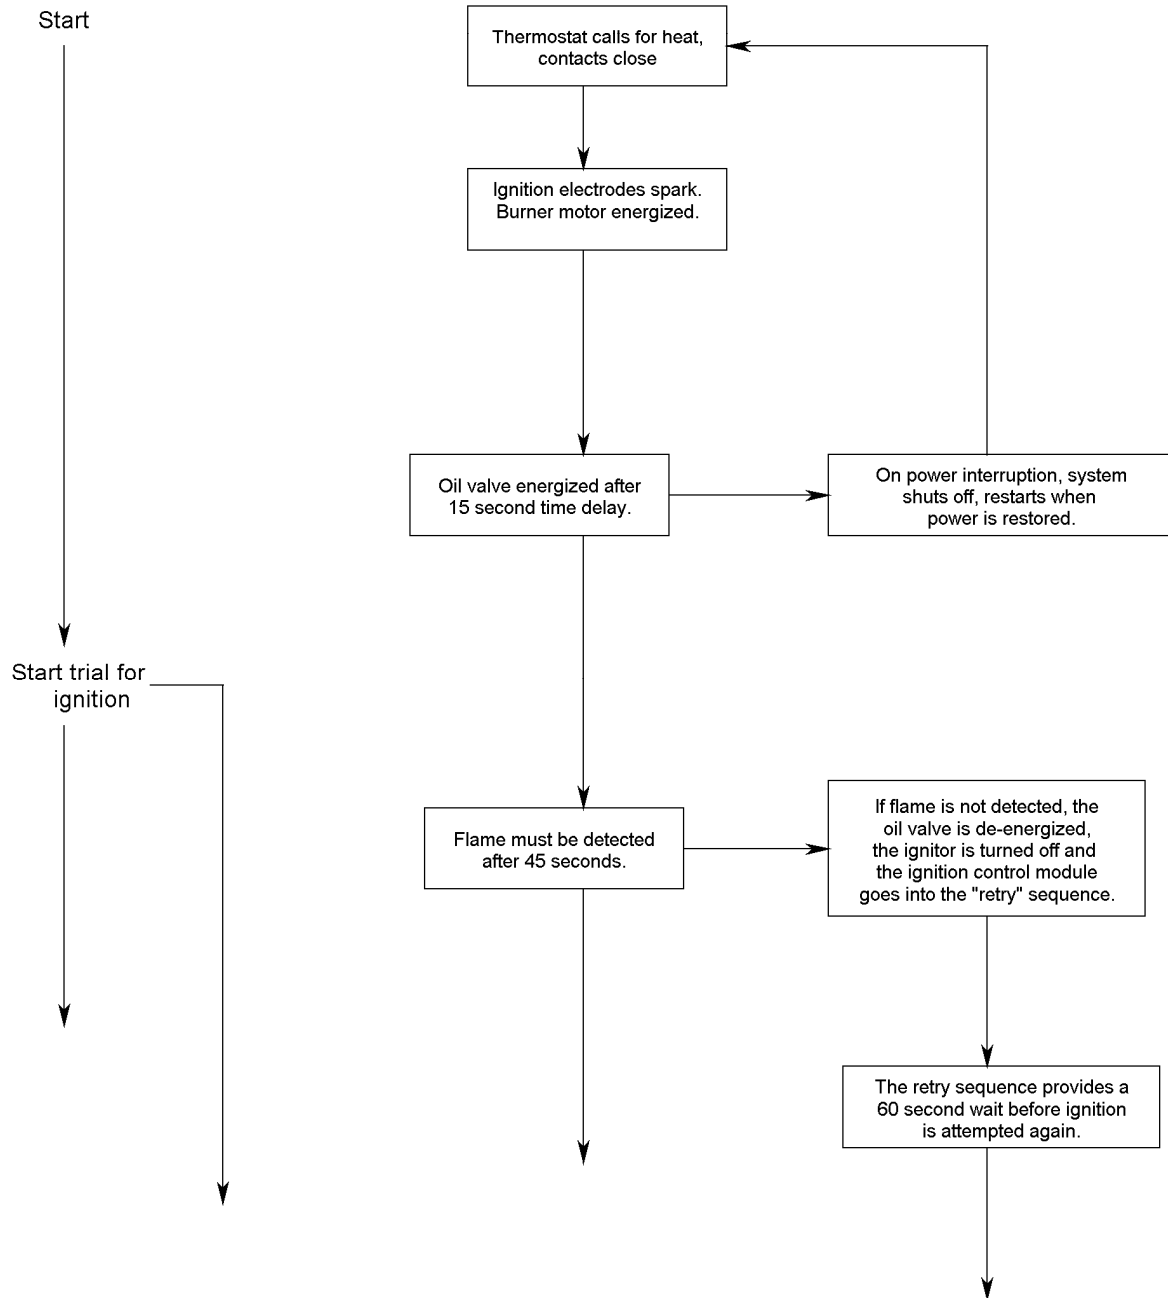 Start
Thermostat calls for heat,
contacts close
Ignition electrodes spark.
Burner motor energized.
Oil valve energized after
15 second time delay.
On power interruption, system
shuts off, restarts when
power is restored.
Start trial for
ignition
Flame must be detected
after 45 seconds.
If flame is not detected, the
oil valve is de-energized,
the ignitor is turned off and
the ignition control module
goes into the "retry" sequence.
The retry sequence provides a
60 second wait before ignition
is attempted again.